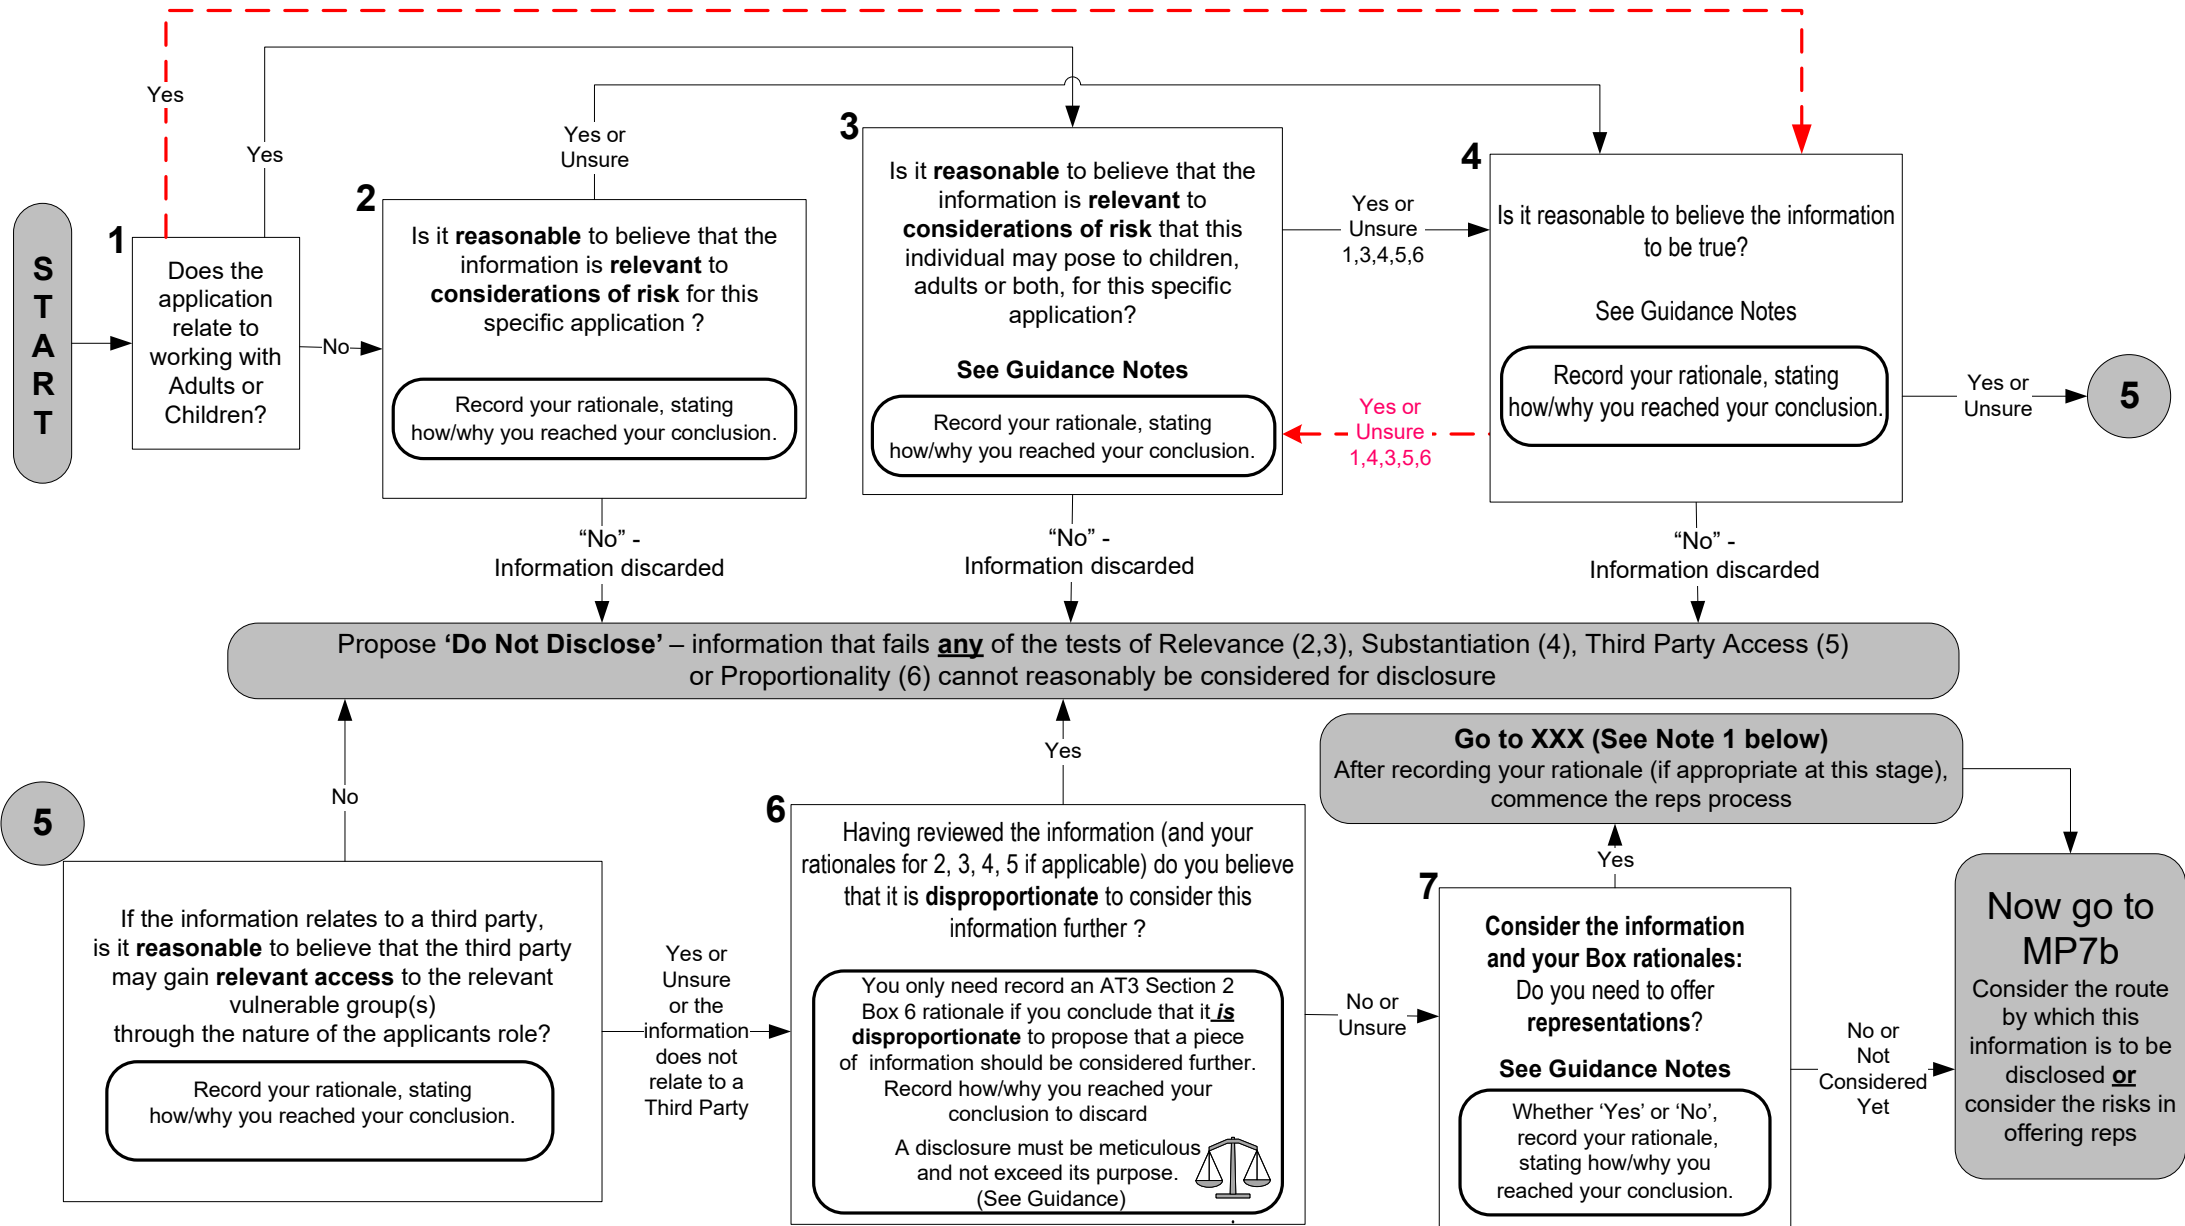 START
1
Does the
application
relate to
working with
Adults or
Children?
Yes
Yes
No
2
Is it reasonable to believe that the
information is relevant to
considerations of risk for this
specific application ?
Record your rationale, stating
how/why you reached your conclusion.
Yes or
Unsure
“No” -
Information discarded
3
Is it reasonable to believe that the
information is relevant to
considerations of risk that this
individual may pose to children,
adults or both, for this specific
application?
See Guidance Notes
Record your rationale, stating
how/why you reached your conclusion.
Yes or
Unsure
1,3,4,5,6
Yes or
Unsure
1,4,3,5,6
“No” -
Information discarded
4
Is it reasonable to believe the information
to be true?
See Guidance Notes
Record your rationale, stating
how/why you reached your conclusion.
Yes or
Unsure
5
“No” -
Information discarded
Propose ‘Do Not Disclose’ – information that fails any of the tests of Relevance (2,3), Substantiation (4), Third Party Access (5)
or Proportionality (6) cannot reasonably be considered for disclosure
5
No
If the information relates to a third party,
is it reasonable to believe that the third party
may gain relevant access to the relevant
vulnerable group(s)
through the nature of the applicants role?
Record your rationale, stating
how/why you reached your conclusion.
Yes or
Unsure
or the
information
does not
relate to a
Third Party
Yes
6
Having reviewed the information (and your
rationales for 2, 3, 4, 5 if applicable) do you believe
that it is disproportionate to consider this
information further ?
You only need record an AT3 Section 2
Box 6 rationale if you conclude that it is
disproportionate to propose that a piece
of information should be considered further.
Record how/why you reached your
conclusion to discard
A disclosure must be meticulous
and not exceed its purpose.
(See Guidance)
No or
Unsure
Go to XXX (See Note 1 below)
After recording your rationale (if appropriate at this stage),
commence the reps process
Yes
7
Consider the information
and your Box rationales:
Do you need to offer
representations?
See Guidance Notes
Whether ‘Yes’ or ‘No’,
record your rationale,
stating how/why you
reached your conclusion.
No or
Not
Considered
Yet
Now go to
MP7b
Consider the route
by which this
information is to be
disclosed or
consider the risks in
offering reps